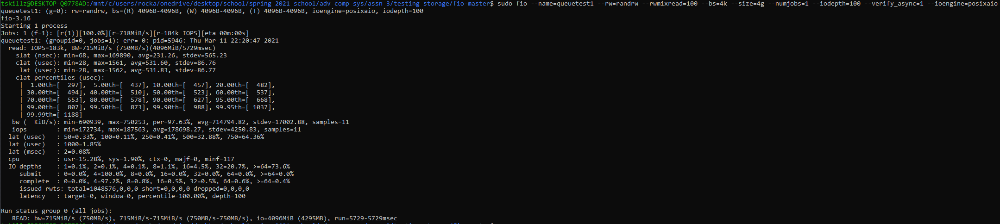 tskillz@DESKTOP-Q0778AD:/mnt/c/users/rocka/onedrive/desktop/school/spring 2021 school/adv comp sys/assn 3/testing storage/fio-master$ sudo fio --name=queuetest1 --rw=randrw --rwmixread=100 --bs=4k --size=4g --numjobs=1 --iodepth=100 --verify_async=1 --ioengine=posixaio
queuetest1: (g=0): rw=randrw, bs=(R) 4096B-4096B, (W) 4096B-4096B, (T) 4096B-4096B, ioengine=posixaio, iodepth=100
fio-3.16
Starting 1 process
Jobs: 1 (f=1): [r(1)][100.0%][r=718MiB/s][r=184k IOPS][eta 00m:00s]
queuetest1: (groupid=0, jobs=1): err= 0: pid=5946: Thu Mar 11 22:20:47 2021
  read: IOPS=183k, BW=715MiB/s (750MB/s)(4096MiB/5729msec)
    slat (nsec): min=68, max=169890, avg=231.26, stdev=565.23
    clat (usec): min=28, max=1561, avg=531.60, stdev=86.76
     lat (usec): min=28, max=1562, avg=531.83, stdev=86.77
    clat percentiles (usec):
     |  1.00th=[  297],  5.00th=[  437], 10.00th=[  457], 20.00th=[  482],
     | 30.00th=[  494], 40.00th=[  510], 50.00th=[  523], 60.00th=[  537],
     | 70.00th=[  553], 80.00th=[  578], 90.00th=[  627], 95.00th=[  668],
     | 99.00th=[  807], 99.50th=[  873], 99.90th=[  988], 99.95th=[ 1037],
     | 99.99th=[ 1188]
   bw (  KiB/s): min=690939, max=750253, per=97.63%, avg=714794.82, stdev=17002.88, samples=11
   iops        : min=172734, max=187563, avg=178698.27, stdev=4250.83, samples=11
  lat (usec)   : 50=0.33%, 100=0.11%, 250=0.41%, 500=32.88%, 750=64.36%
  lat (usec)   : 1000=1.85%
  lat (msec)   : 2=0.08%
  cpu          : usr=15.28%, sys=1.90%, ctx=0, majf=0, minf=117
  IO depths    : 1=0.1%, 2=0.1%, 4=0.1%, 8=1.1%, 16=4.5%, 32=20.7%, >=64=73.6%
     submit    : 0=0.0%, 4=100.0%, 8=0.0%, 16=0.0%, 32=0.0%, 64=0.0%, >=64=0.0%
     complete  : 0=0.0%, 4=97.2%, 8=0.8%, 16=0.5%, 32=0.5%, 64=0.6%, >=64=0.4%
     issued rwts: total=1048576,0,0,0 short=0,0,0,0 dropped=0,0,0,0
     latency   : target=0, window=0, percentile=100.00%, depth=100

Run status group 0 (all jobs):
   READ: bw=715MiB/s (750MB/s), 715MiB/s-715MiB/s (750MB/s-750MB/s), io=4096MiB (4295MB), run=5729-5729msec